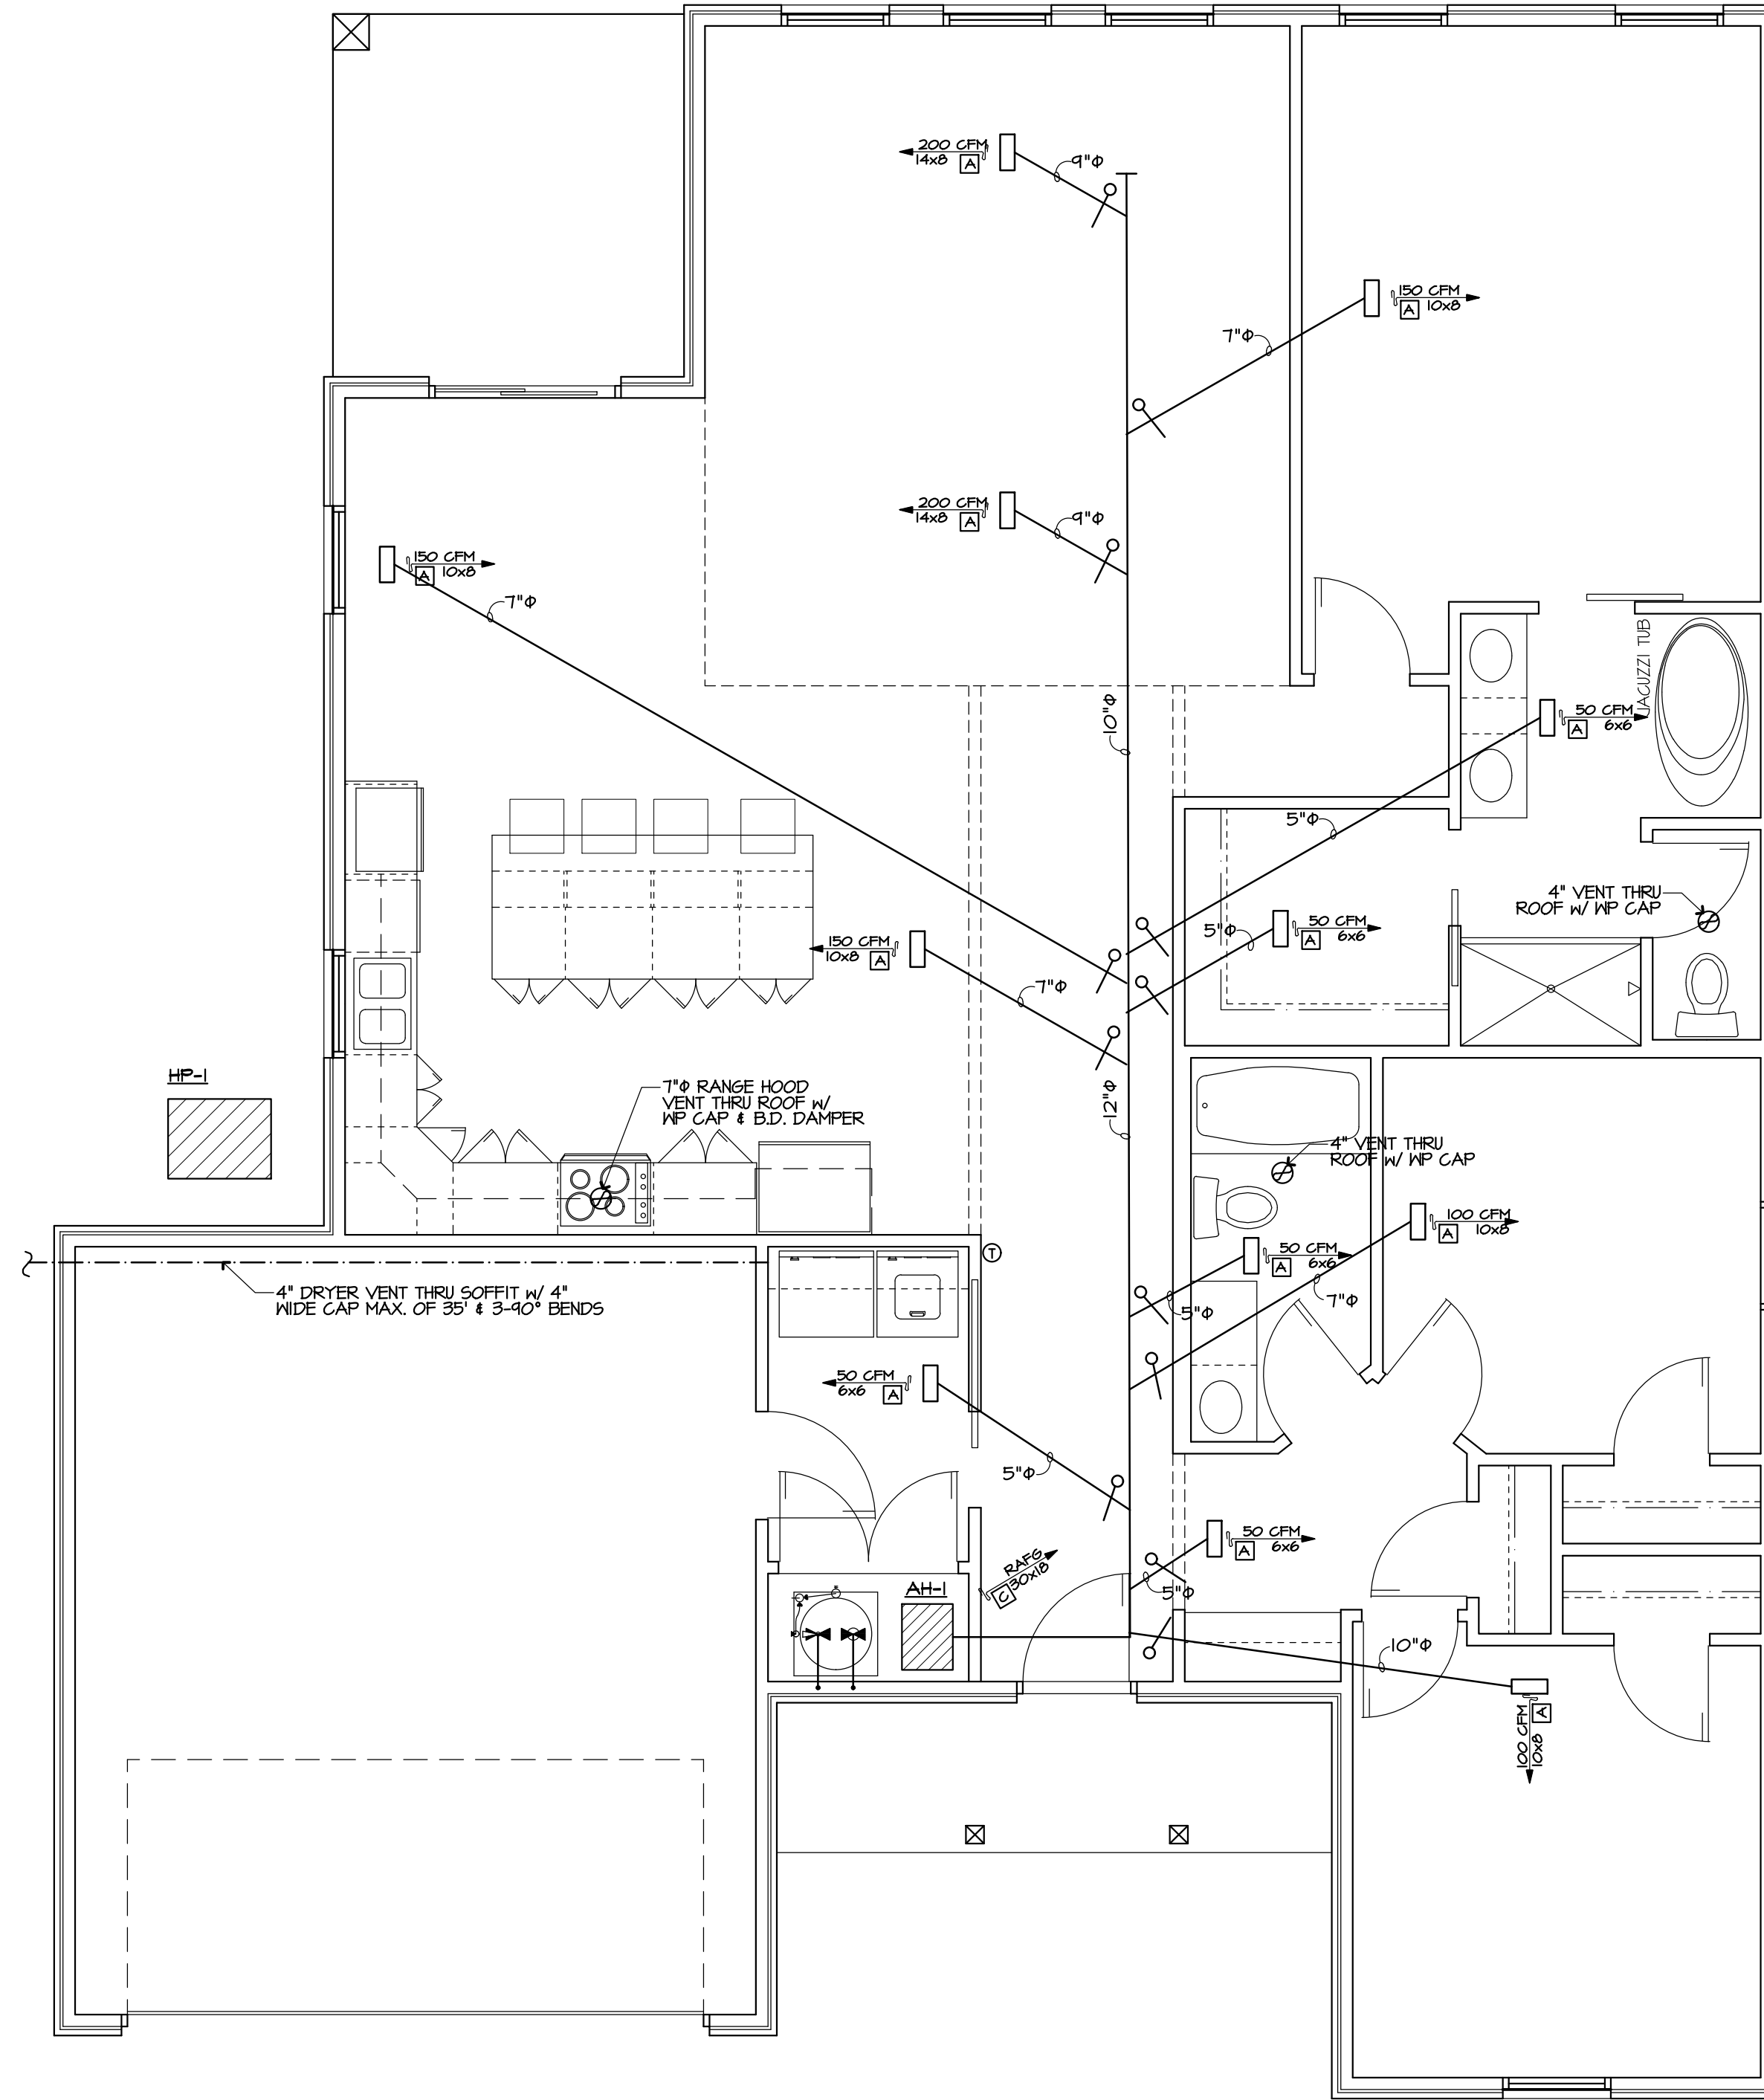 200 CFM
14x8 A
9"Φ
150 CFM
A 10x8
7"Φ
200 CFM
14x8 A
9"Φ
150 CFM
A 10x8
7"Φ
JACUZZI TUB
10"Φ
50 CFM
A 6x6
5"Φ
4" VENT THRU
ROOF w/ WP CAP
50 CFM
A 6x6
5"Φ
150 CFM
10x8 A
7"Φ
HP-1
7"Φ RANGE HOOD
VENT THRU ROOF w/
WP CAP & B.D. DAMPER
12"Φ
4" VENT THRU
ROOF w/ WP CAP
100 CFM
A 10x8
7"Φ
T
50 CFM
A 6x6
5"Φ
4" DRYER VENT THRU SOFFIT w/ 4"
WIDE CAP MAX. OF 35' & 3-90° BENDS
50 CFM
6x6 A
5"Φ
50 CFM
A 6x6
5"Φ
RAFG
C 30x18
AH-1
10"Φ
100 CFM
10x8 A